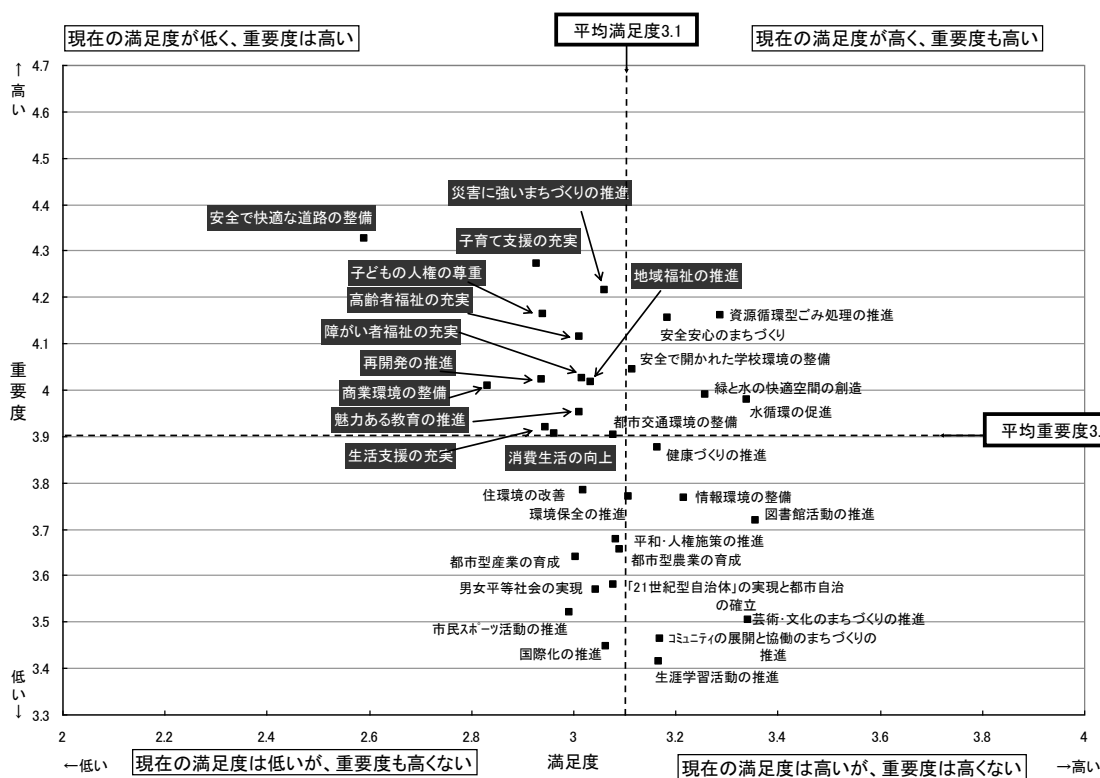 現在の満足度が低く、重要度は高い
平均満足度3.1
現在の満足度が高く、重要度も高い
↑
高
い
4.7
4.6
4.5
4.4
4.3
4.2
4.1
4
3.9
3.8
3.7
3.6
3.5
3.4
3.3
重
要
度
低
い
↓
災害に強いまちづくりの推進
安全で快適な道路の整備
子育て支援の充実
子どもの人権の尊重
地域福祉の推進
高齢者福祉の充実
資源循環型ごみ処理の推進
障がい者福祉の充実
安全安心のまちづくり
再開発の推進
安全で開かれた学校環境の整備
商業環境の整備
緑と水の快適空間の創造
水循環の促進
魅力ある教育の推進
都市交通環境の整備
平均重要度3.
生活支援の充実
消費生活の向上
健康づくりの推進
住環境の改善
情報環境の整備
環境保全の推進
図書館活動の推進
平和・人権施策の推進
都市型産業の育成
都市型農業の育成
男女平等社会の実現
「21世紀型自治体」の実現と都市自治
の確立
芸術・文化のまちづくりの推進
市民スポーツ活動の推進
コミュニティの展開と協働のまちづくりの
推進
国際化の推進
生涯学習活動の推進
2
2.2
2.4
2.6
2.8
3
3.2
3.4
3.6
3.8
4
←低い
現在の満足度は低いが、重要度も高くない
満足度
現在の満足度は高いが、重要度は高くない
→高い